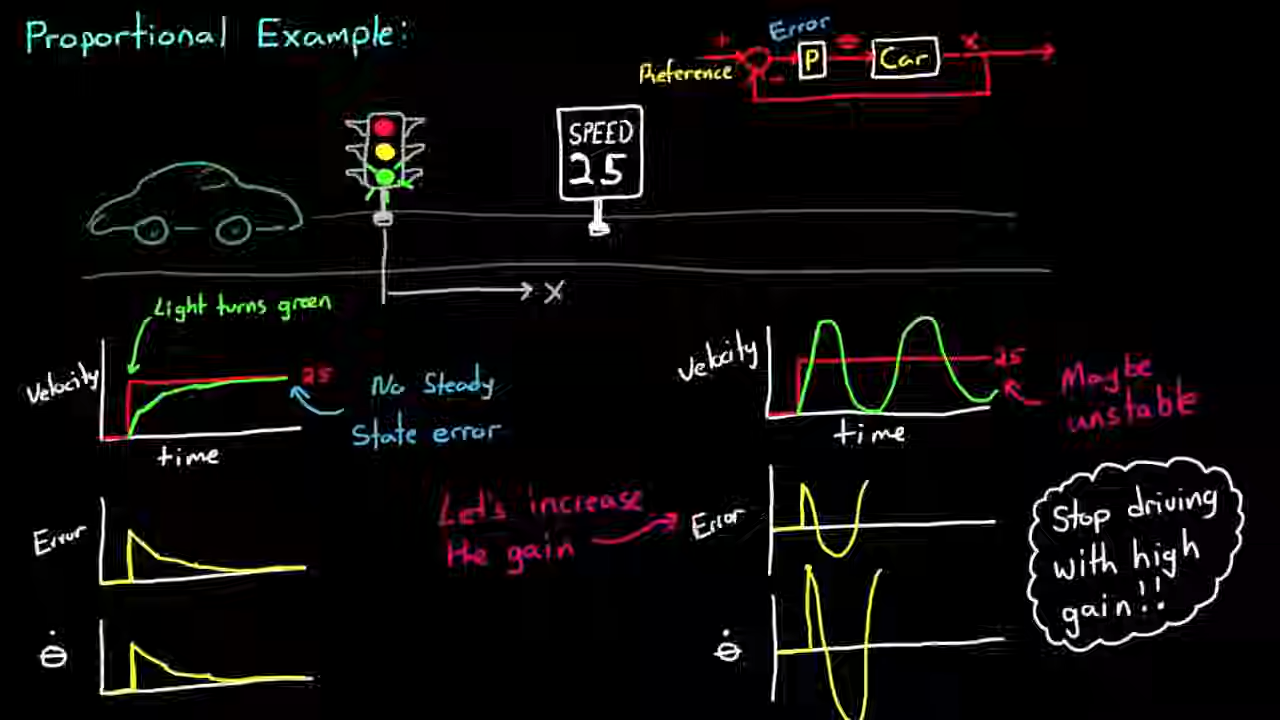 Proportional Example:
Error
Reference
P
Θ
Car
X
+
-
SPEED
25
X
Light turns green
Velocity
25
time
No Steady
State error
Velocity
25
time
Maybe
unstable
Error
Let's increase
the gain
Error
Stop driving
with high
gain!!
Θ̇
Θ̇